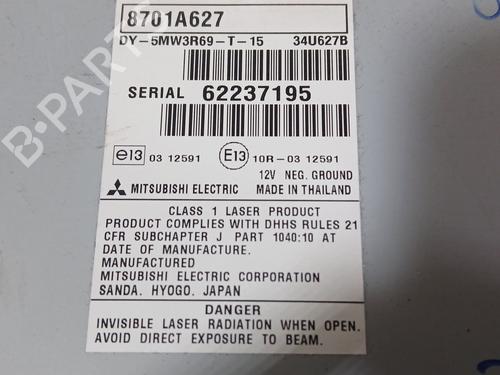 8701A627
DY-5MW3R69-T-15 34U627B
SERIAL 62237195
e13 03 12591 E13 10R-03 12591
12V NEG. GROUND
MITSUBISHI ELECTRIC MADE IN THAILAND
CLASS 1 LASER PRODUCT
PRODUCT COMPLIES WITH DHHS RULES 21
CFR SUBCHAPTER J PART 1040:10 AT
DATE OF MANUFACTURE.
MANUFACTURED
MITSUBISHI ELECTRIC CORPORATION
SANDA. HYOGO. JAPAN
DANGER
INVISIBLE LASER RADIATION WHEN OPEN.
AVOID DIRECT EXPOSURE TO BEAM.
B-PARTS